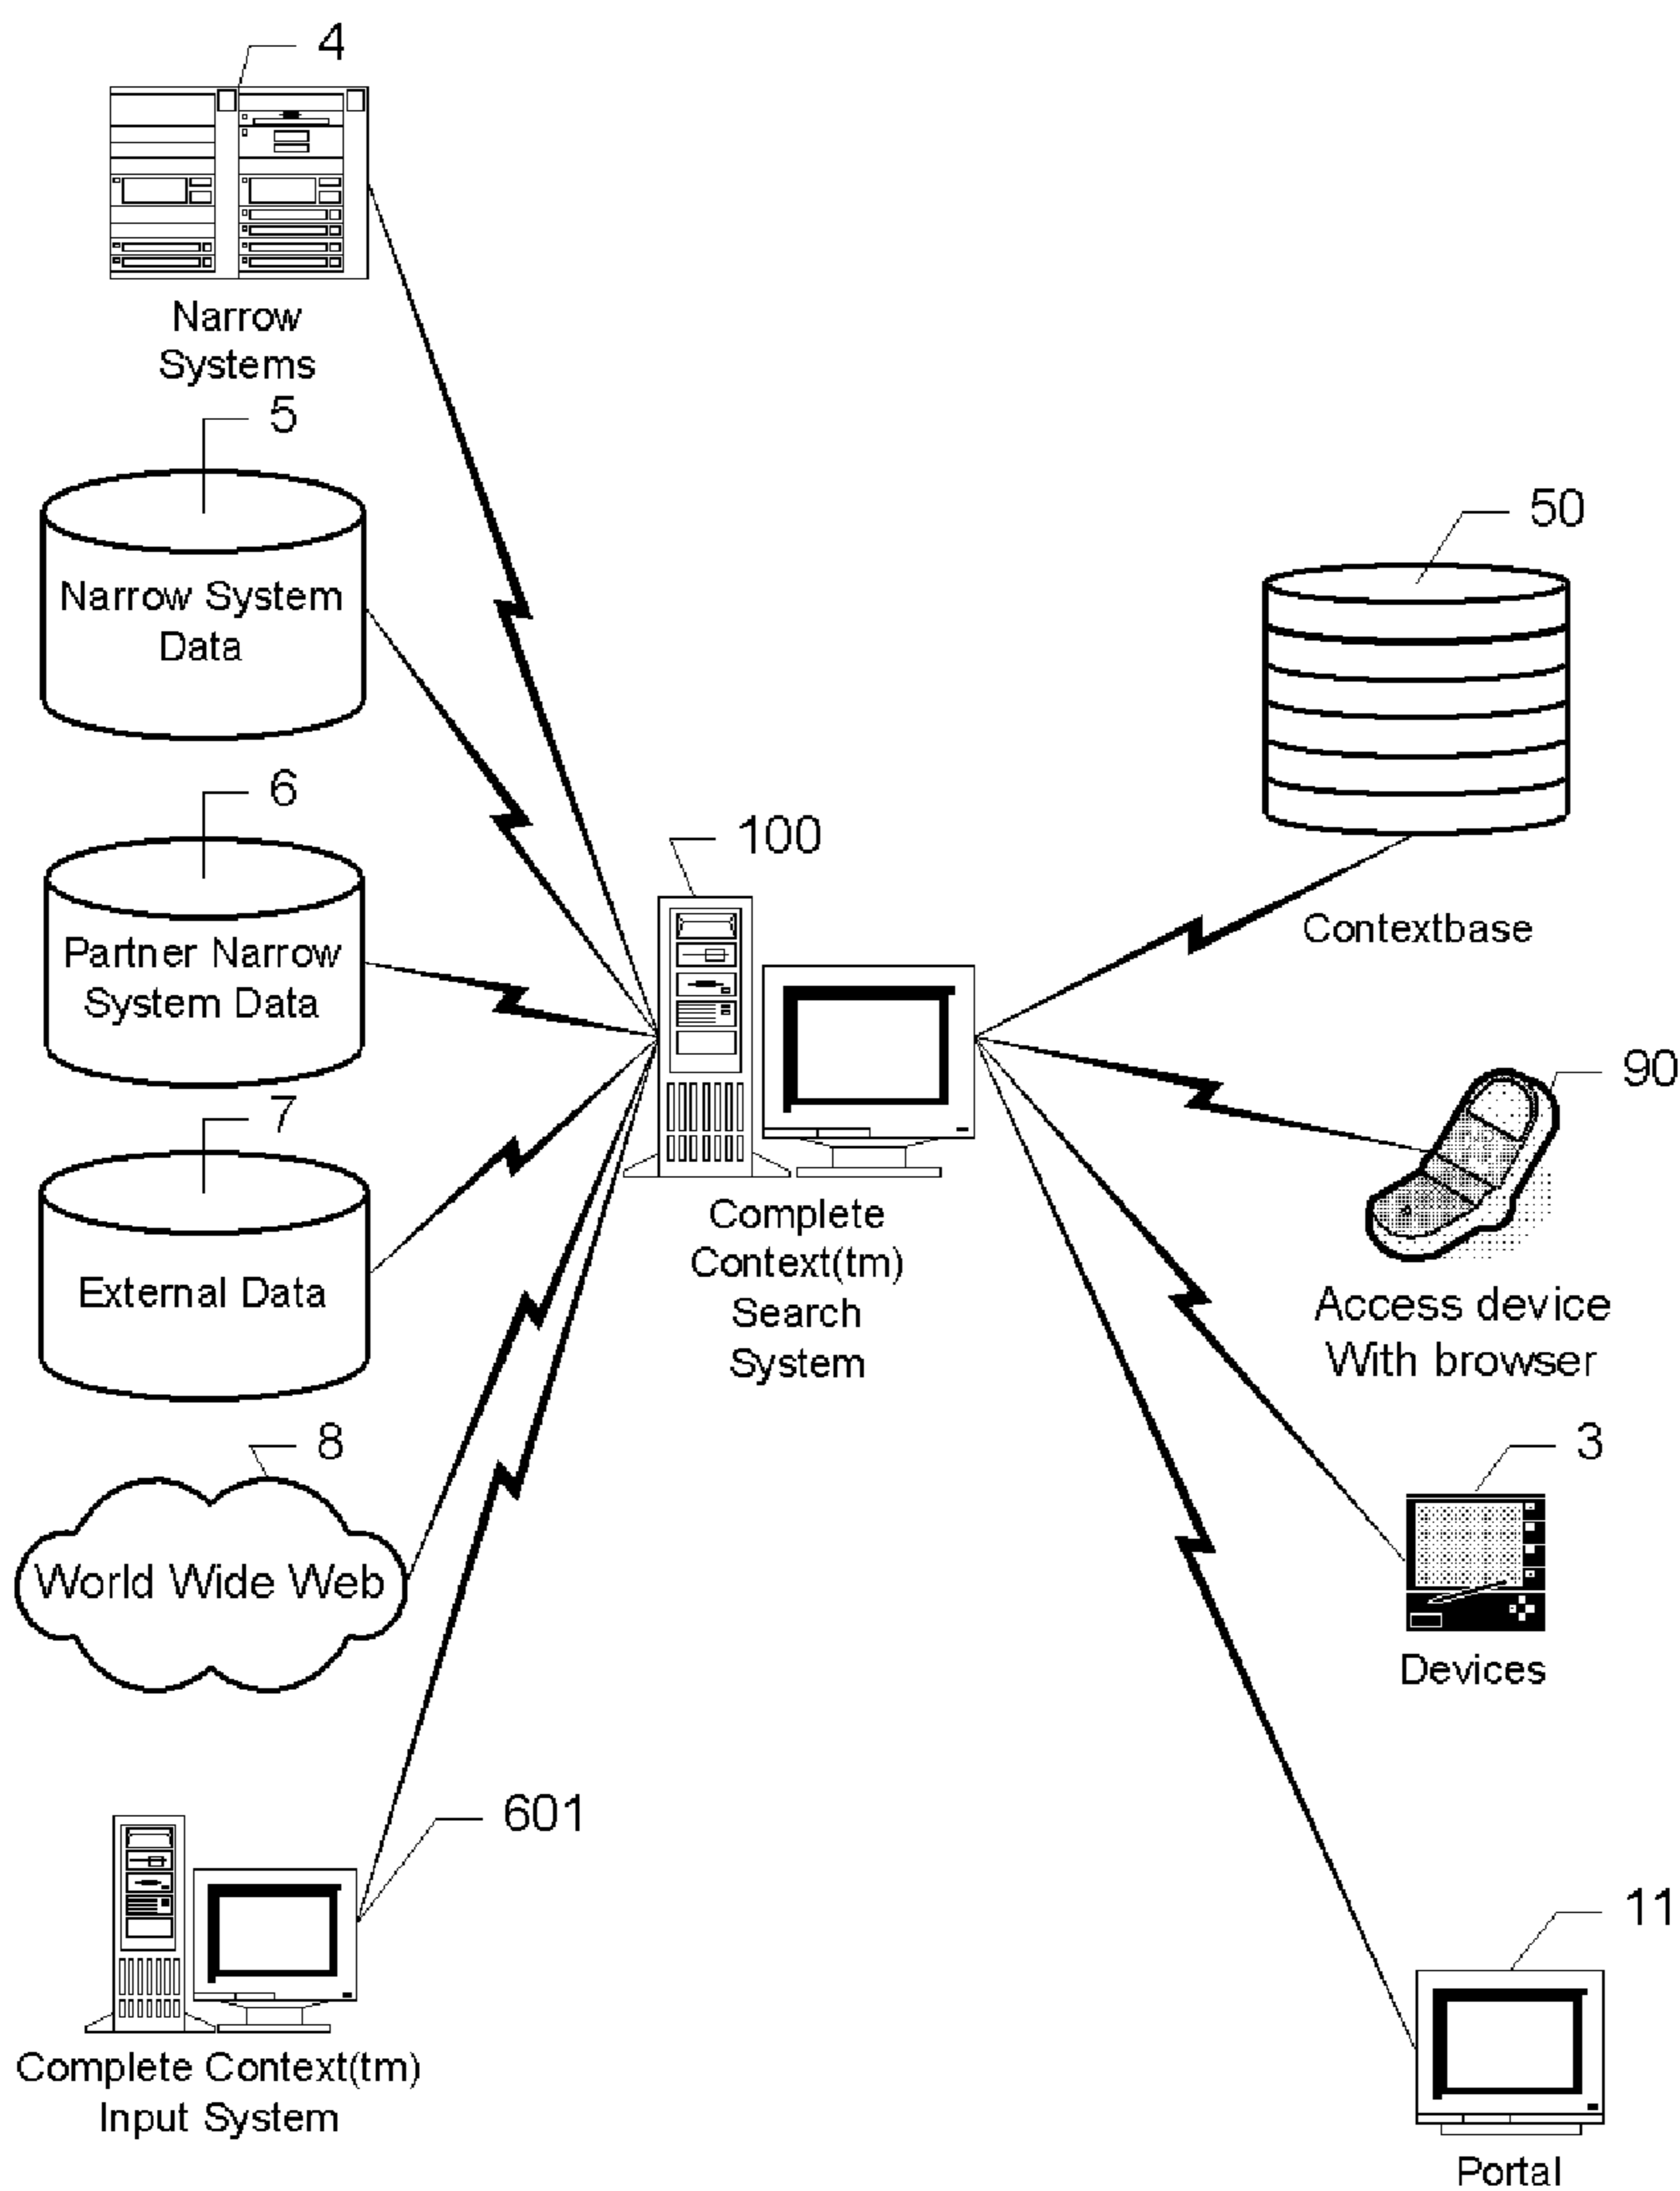 4
Narrow
Systems
5
Narrow System
Data
6
Partner Narrow
System Data
7
External Data
8
World Wide Web
601
Complete Context(tm)
Input System
100
Complete
Context(tm)
Search
System
50
Contextbase
90
Access device
With browser
3
Devices
11
Portal